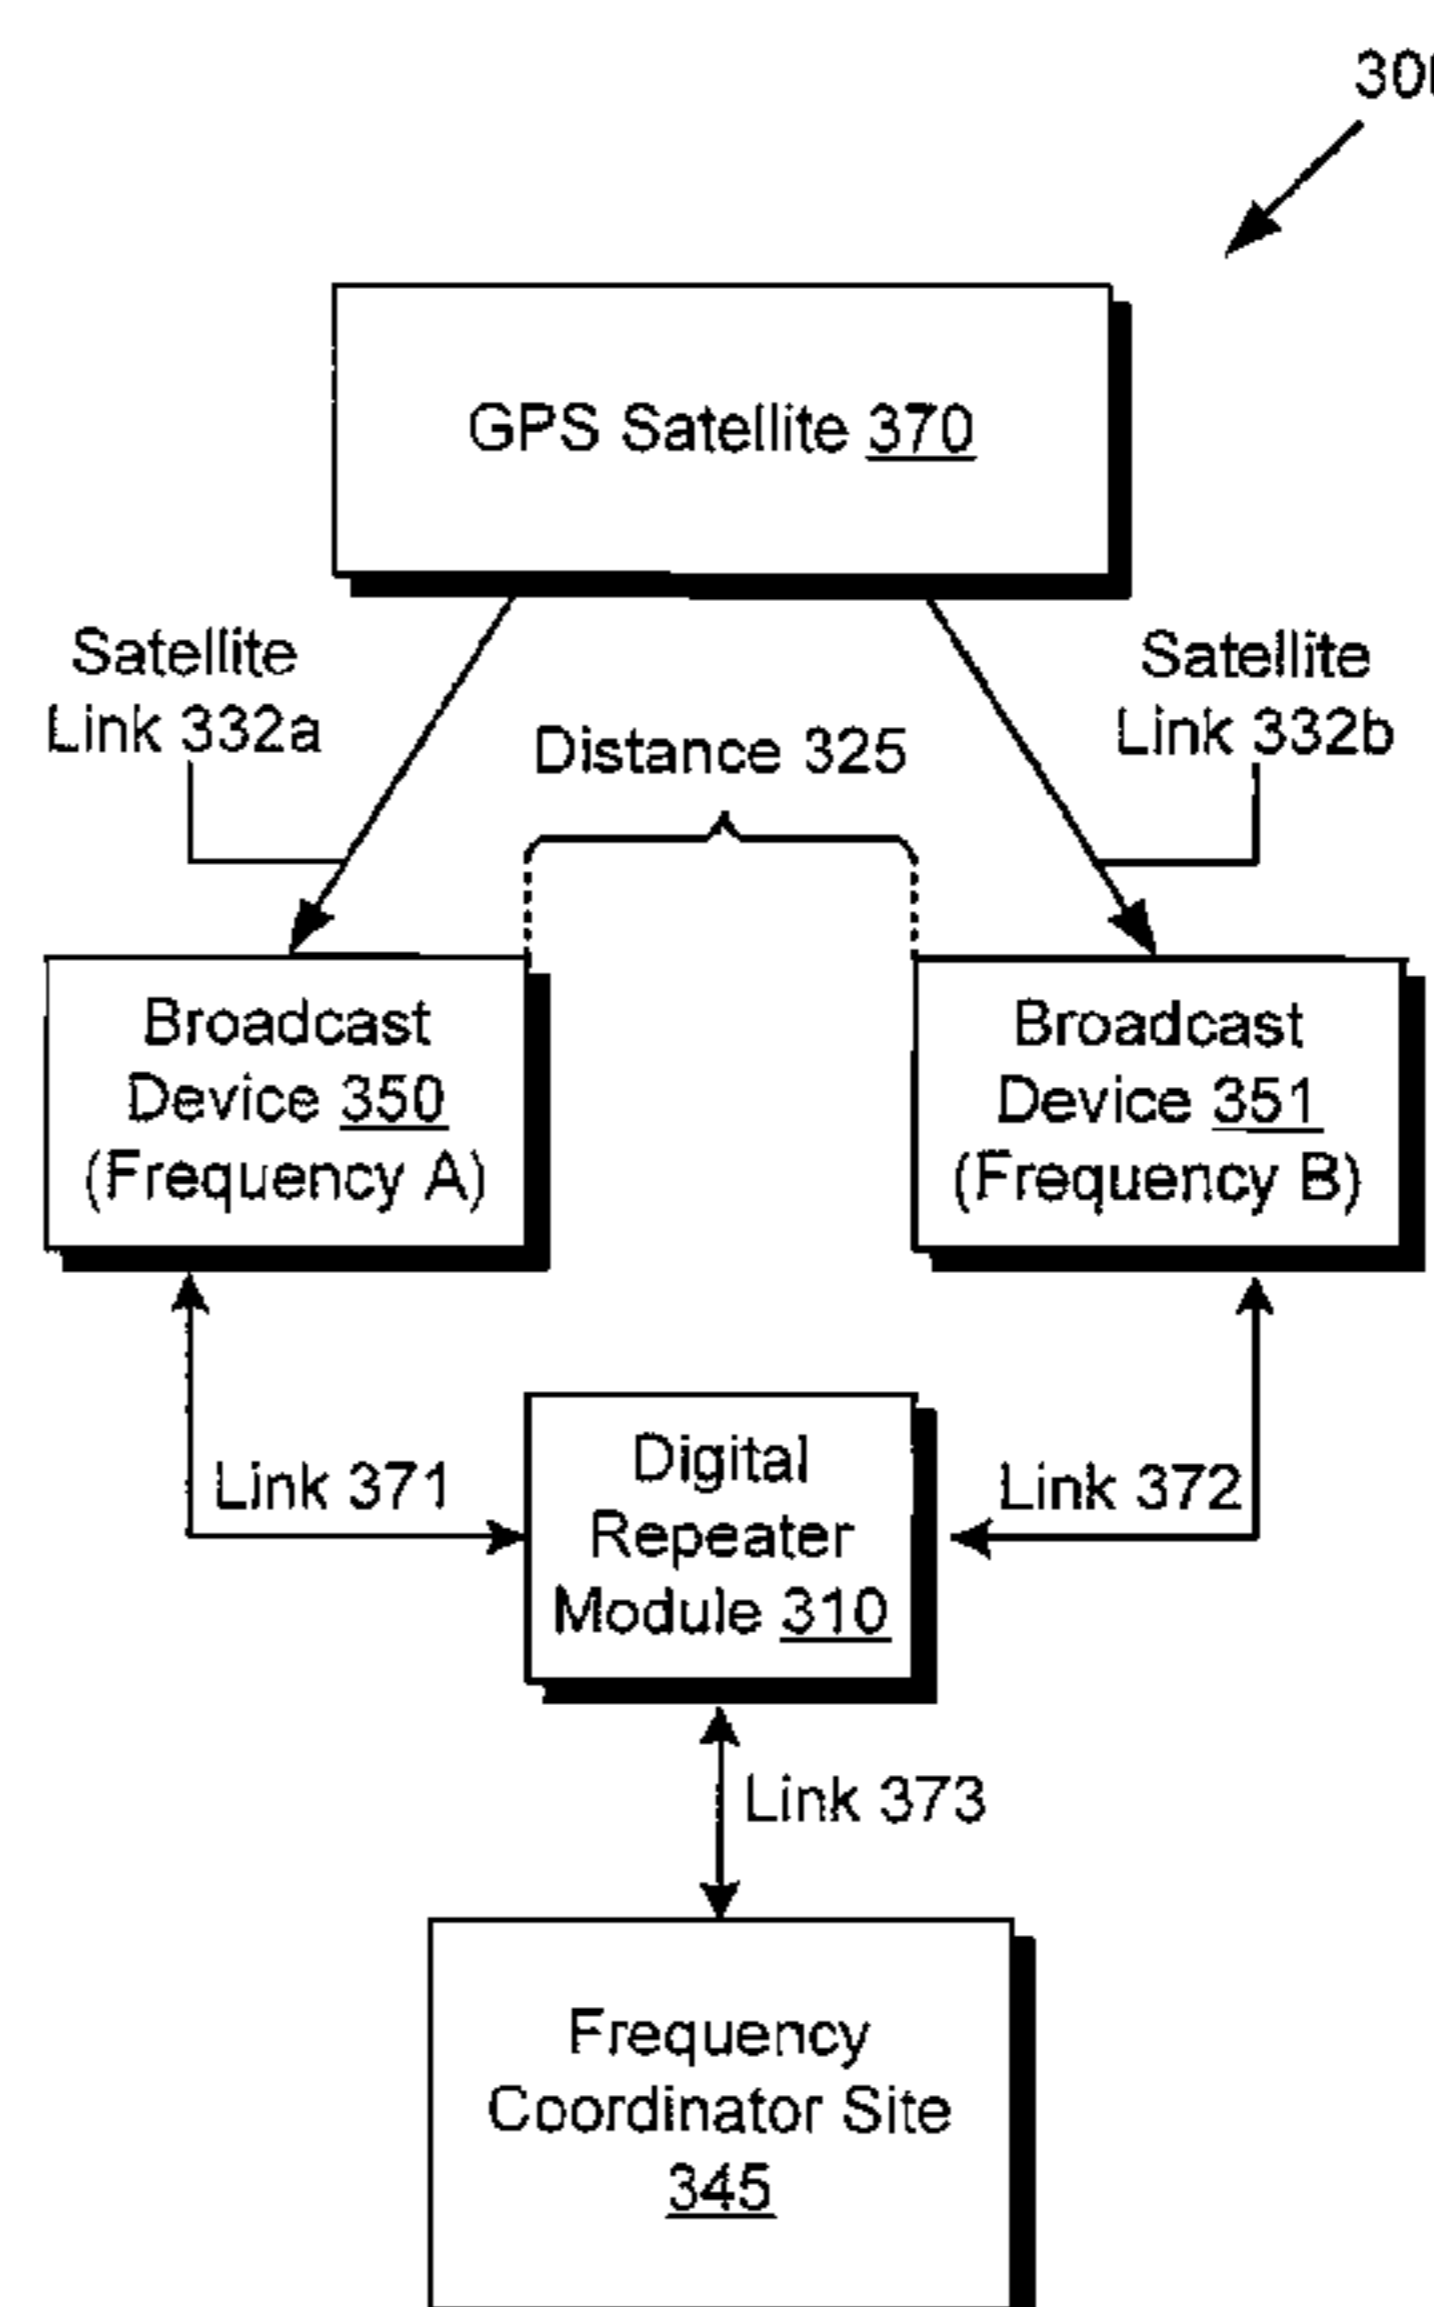 GPS Satellite 370
Satellite
Link 332a
Distance 325
Satellite
Link 332b
Broadcast
Device 350
(Frequency A)
Broadcast
Device 351
(Frequency B)
Link 371
Digital
Repeater
Module 310
Link 372
Link 373
Frequency
Coordinator Site
345